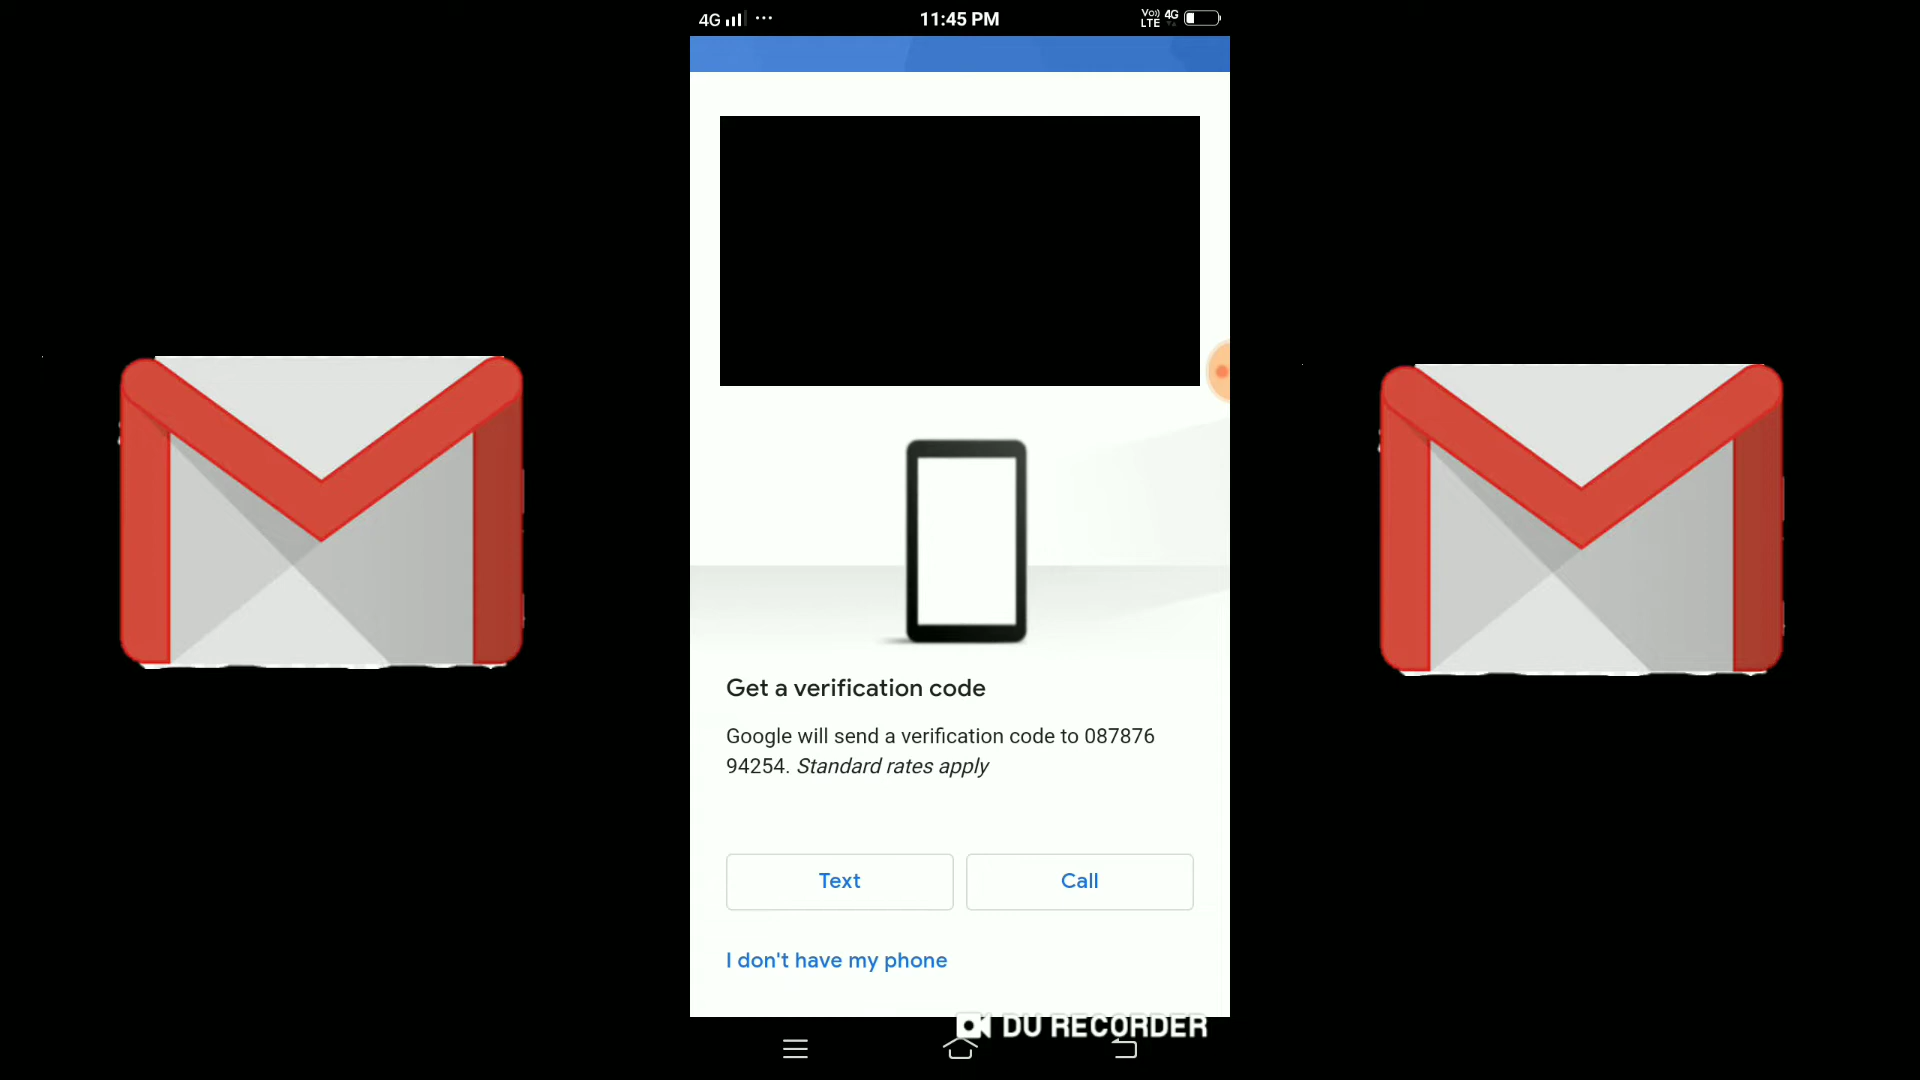 4G ... 11:45 PM Vo)) LTE 4G
Get a verification code
Google will send a verification code to 087876
94254. Standard rates apply
Text Call
I don't have my phone
DU RECORDER